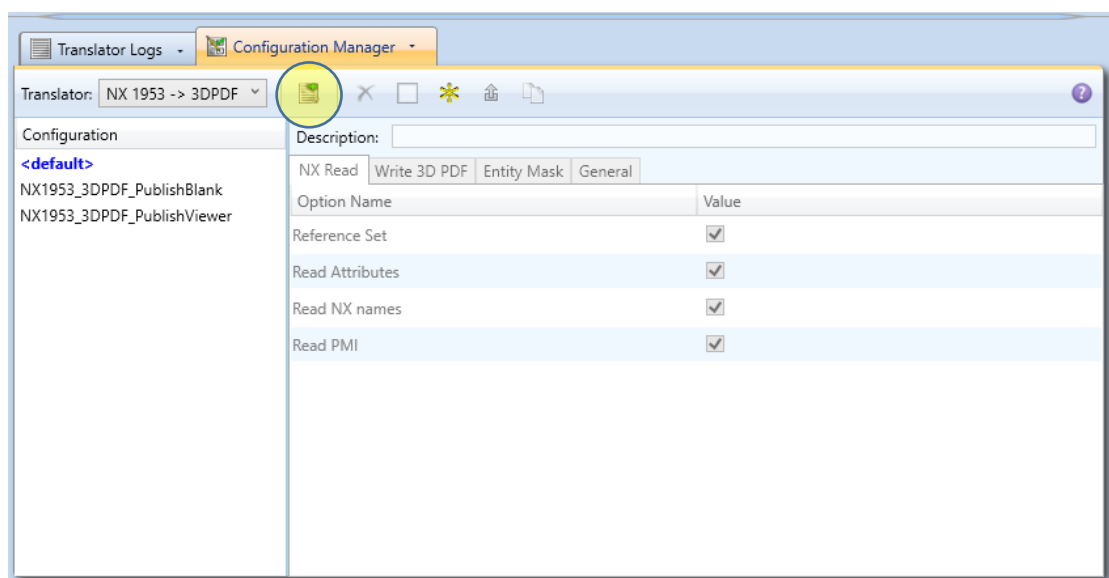 Translator Logs Configuration Manager
Translator: NX 1953 -> 3DPDF
Configuration Description:
<default>
NX1953_3DPDF_PublishBlank
NX1953_3DPDF_PublishViewer
NX Read Write 3D PDF Entity Mask General
Option Name Value
Reference Set
Read Attributes
Read NX names
Read PMI